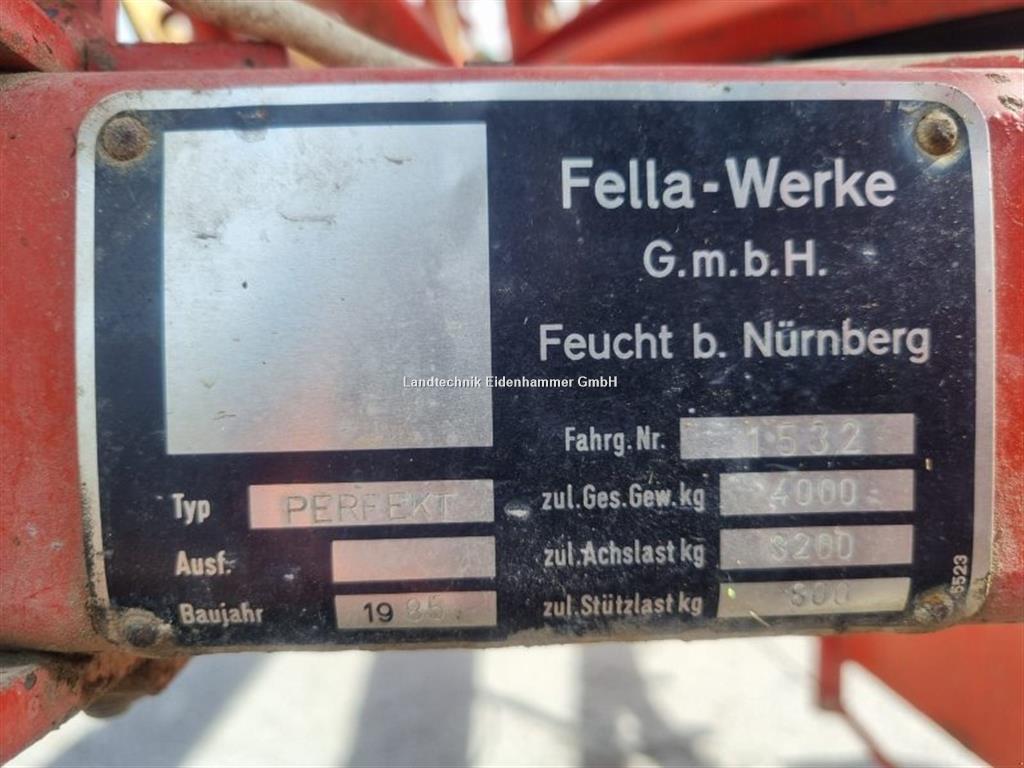 Fella-Werke
G.m.b.H.
Feucht b. Nürnberg
Landtechnik Eidenhammer GmbH
Fahrg. Nr. 1532
Typ PERFEKT
zul. Ges. Gew. kg 4000
Ausf.
zul. Achslast kg 3200
Baujahr 1985
zul. Stützlast kg 800
5523